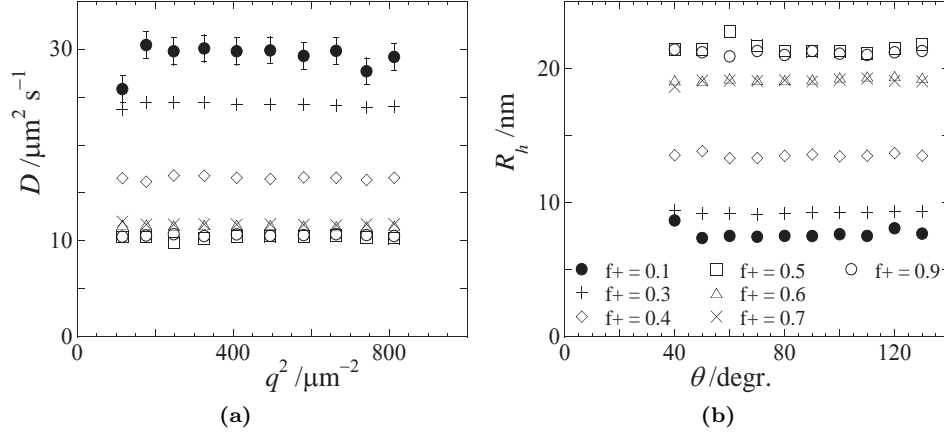 30
20
10
0
D /μm² s⁻¹
0 400 800
q² /μm⁻²
(a)
20
10
0
R_h /nm
f+ = 0.1 f+ = 0.5 f+ = 0.9
f+ = 0.3 f+ = 0.6
f+ = 0.4 f+ = 0.7
0 40 80 120
θ /degr.
(b)